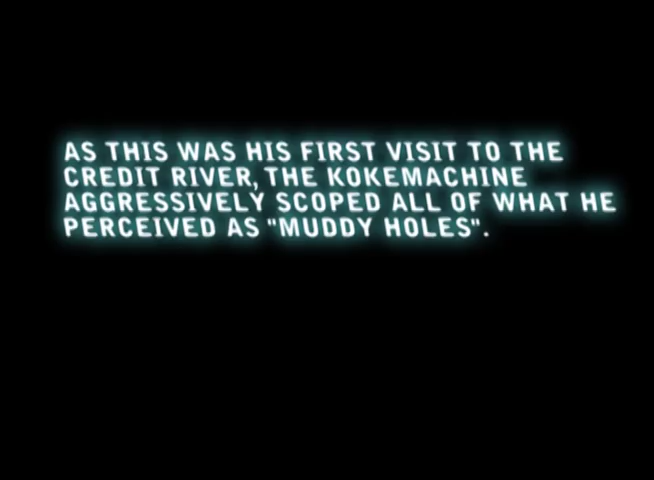 AS THIS WAS HIS FIRST VISIT TO THE
CREDIT RIVER, THE KOKEMACHINE
AGGRESSIVELY SCOPED ALL OF WHAT HE
PERCEIVED AS "MUDDY HOLES".